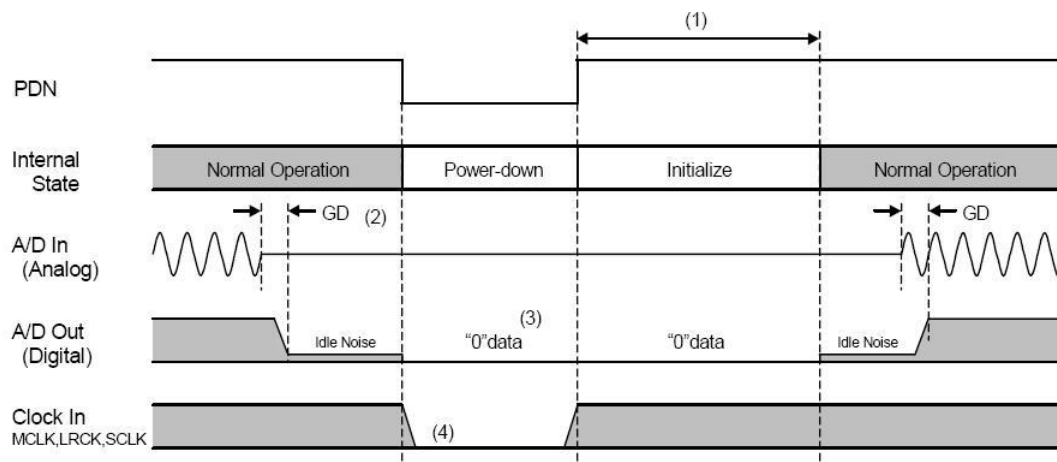 (1)
PDN
Internal
State
Normal Operation
Power-down
Initialize
Normal Operation
GD
(2)
GD
A/D In
(Analog)
A/D Out
(Digital)
Idle Noise
(3)
“0”data
“0”data
Idle Noise
Clock In
MCLK,LRCK,SCLK
(4)